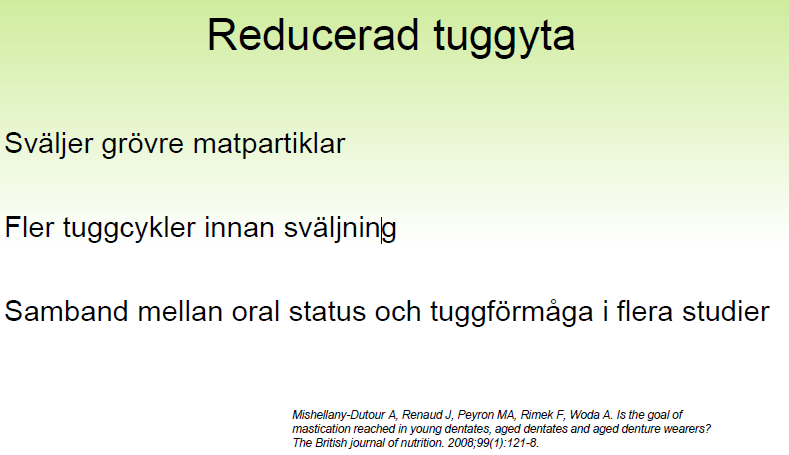 Reducerad tuggyta
Sväljer grövre matpartiklar
Fler tuggcykler innan sväljning
Samband mellan oral status och tuggförmåga i flera studier
Mishellany-Dutour A, Renaud J, Peyron MA, Rimek F, Woda A. Is the goal of
mastication reached in young dentates, aged dentates and aged denture wearers?
The British journal of nutrition. 2008;99(1):121-8.